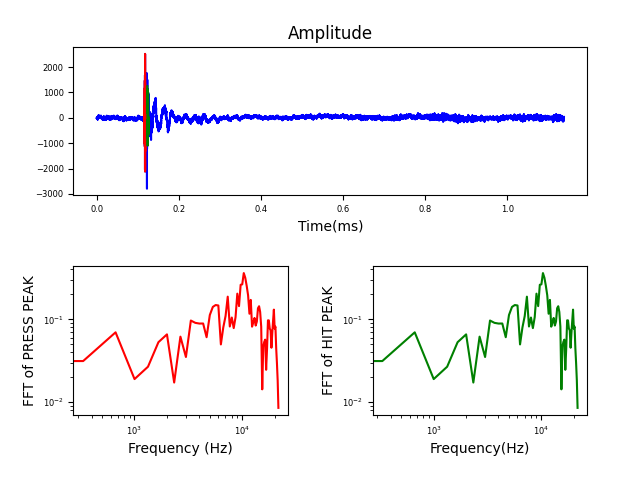 Amplitude
2000
1000
0
−1000
−2000
−3000
0.0 0.2 0.4 0.6 0.8 1.0
Time(ms)
FFT of PRESS PEAK
10⁻¹
10⁻²
10³ 10⁴
Frequency (Hz)
FFT of HIT PEAK
10⁻¹
10⁻²
10³ 10⁴
Frequency(Hz)